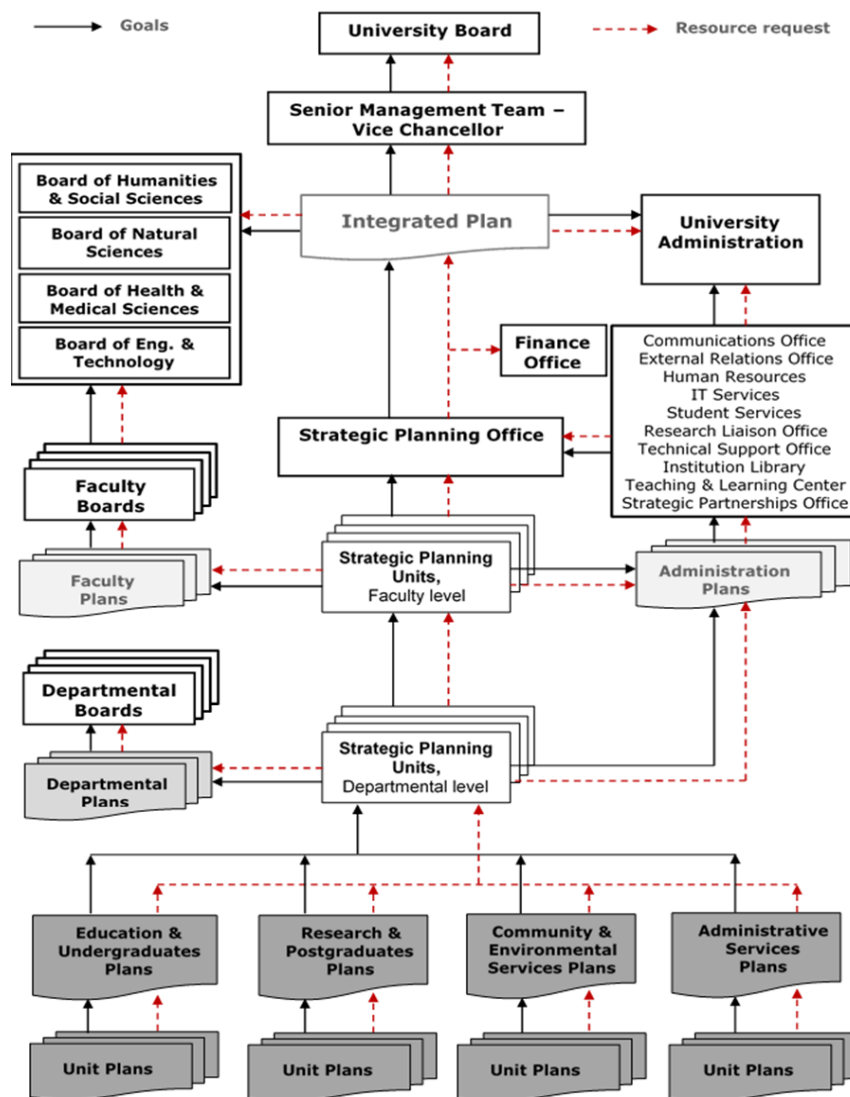 Goals
University Board
Resource request
Senior Management Team –
Vice Chancellor
Board of Humanities
& Social Sciences
Board of Natural
Sciences
Board of Health &
Medical Sciences
Board of Eng. &
Technology
Integrated Plan
University
Administration
Finance
Office
Communications Office
External Relations Office
Human Resources
IT Services
Student Services
Research Liaison Office
Technical Support Office
Institution Library
Teaching & Learning Center
Strategic Partnerships Office
Strategic Planning Office
Faculty
Boards
Faculty
Plans
Strategic Planning
Units,
Faculty level
Administration
Plans
Departmental
Boards
Departmental
Plans
Strategic Planning
Units,
Departmental level
Education &
Undergraduates
Plans
Research &
Postgraduates
Plans
Community &
Environmental
Services Plans
Administrative
Services
Plans
Unit Plans
Unit Plans
Unit Plans
Unit Plans